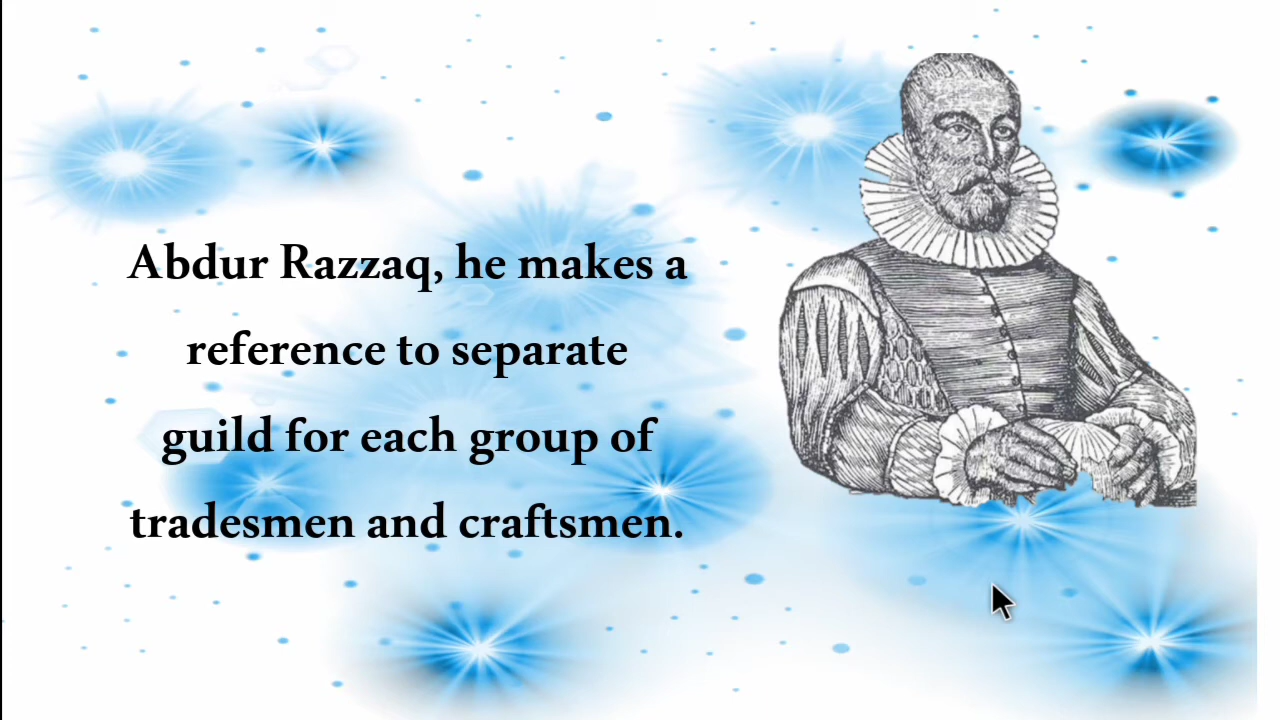 Abdur Razzaq, he makes a
reference to separate
guild for each group of
tradesmen and craftsmen.